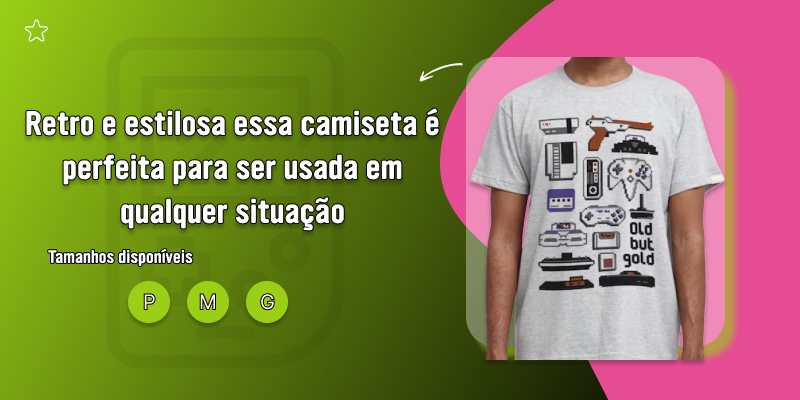 Retro e estilosa essa camiseta é
perfeita para ser usada em
qualquer situação
Tamanhos disponíveis
P M G
Old
but
gold